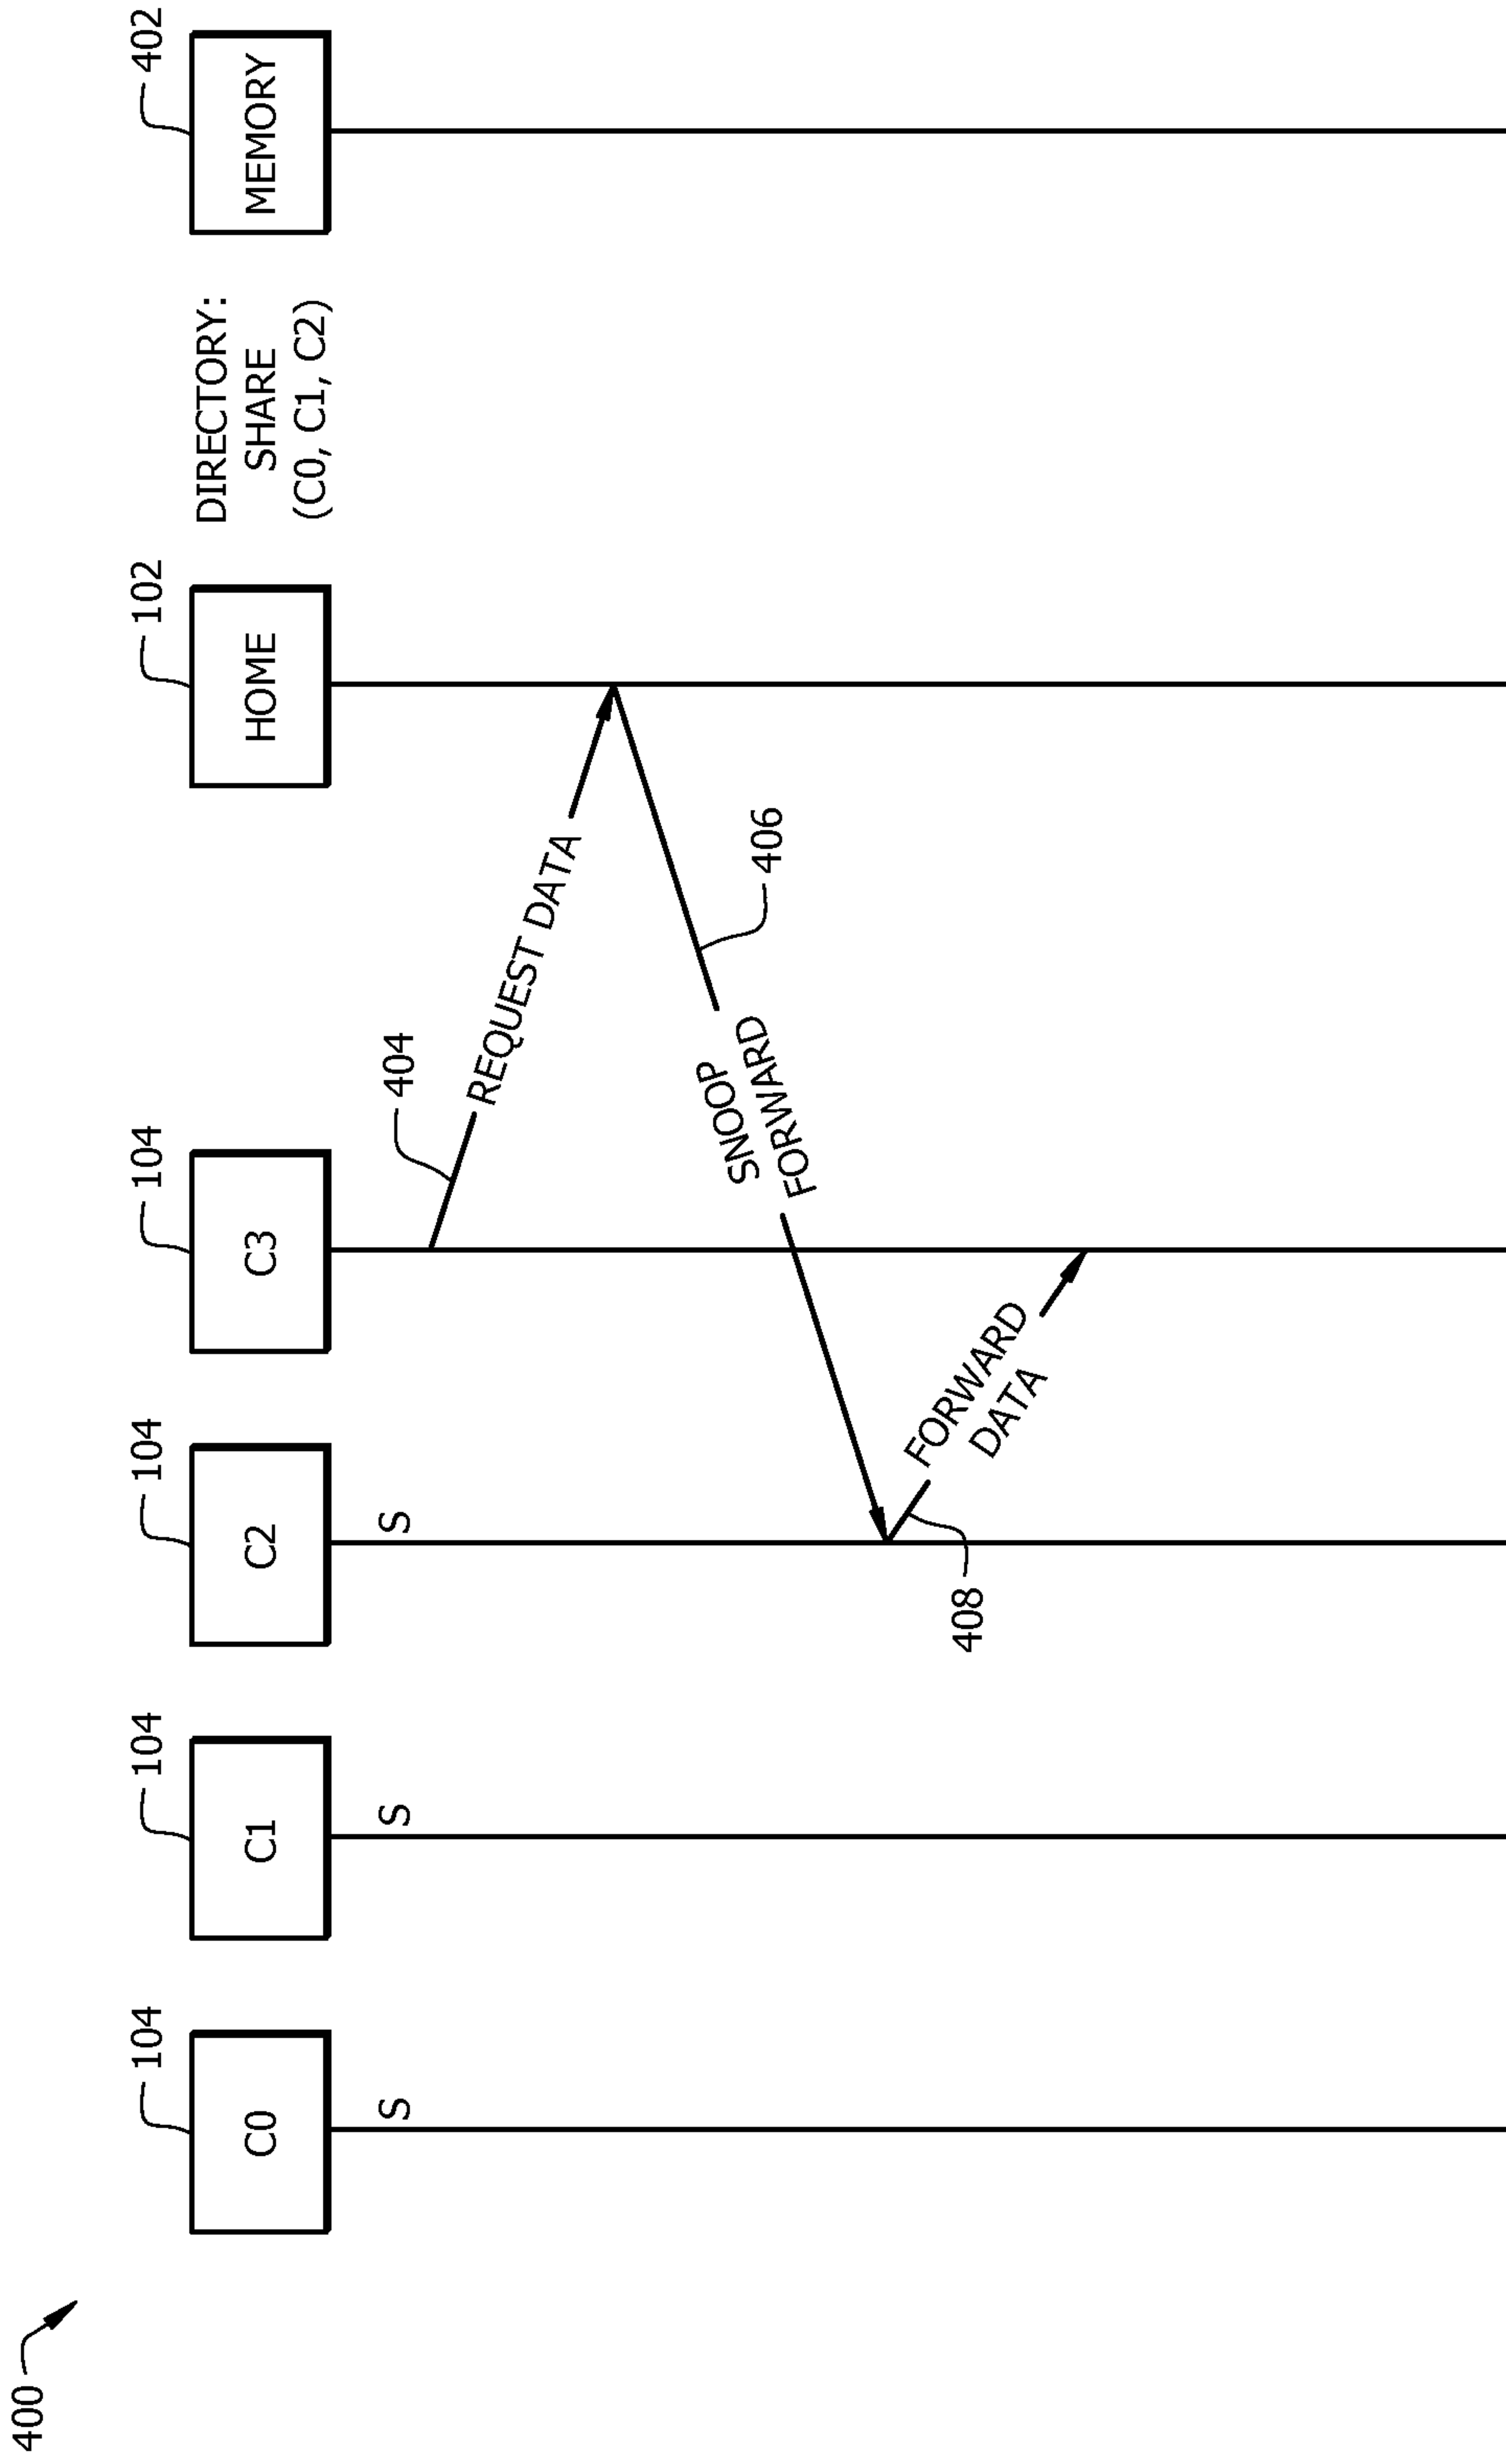 400
104
104
104
104
102
402
C0
C1
C2
C3
HOME
DIRECTORY:
SHARE
(C0, C1, C2)
MEMORY
S
S
S
404
REQUEST DATA
SNOOP
FORWARD
406
408
FORWARD
DATA